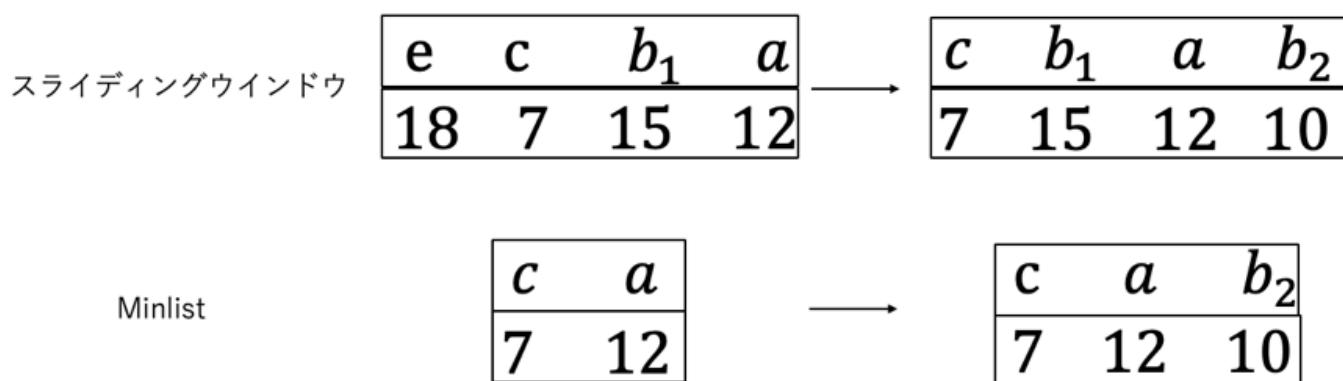 スライディングウインドウ
e c b₁ a
18 7 15 12
c b₁ a b₂
7 15 12 10
Minlist
c a
7 12
c a b₂
7 12 10